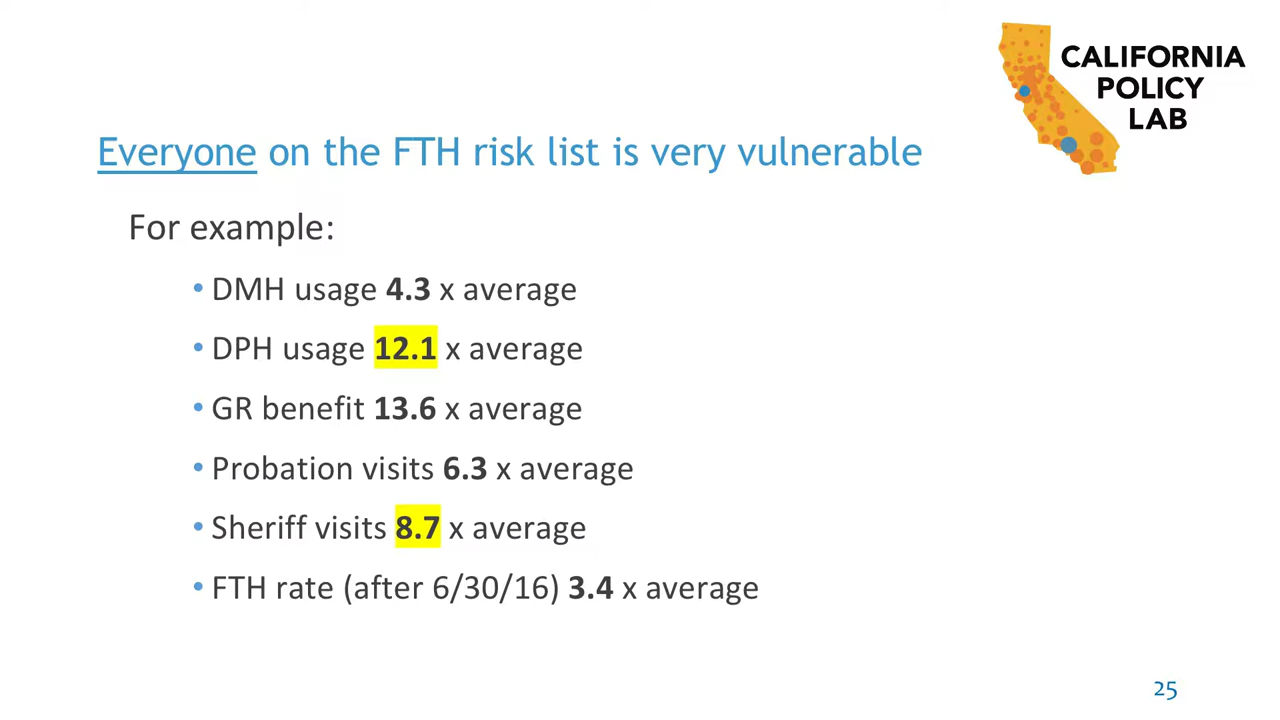 CALIFORNIA
POLICY
LAB
Everyone on the FTH risk list is very vulnerable
For example:
• DMH usage 4.3 x average
• DPH usage 12.1 x average
• GR benefit 13.6 x average
• Probation visits 6.3 x average
• Sheriff visits 8.7 x average
• FTH rate (after 6/30/16) 3.4 x average
25